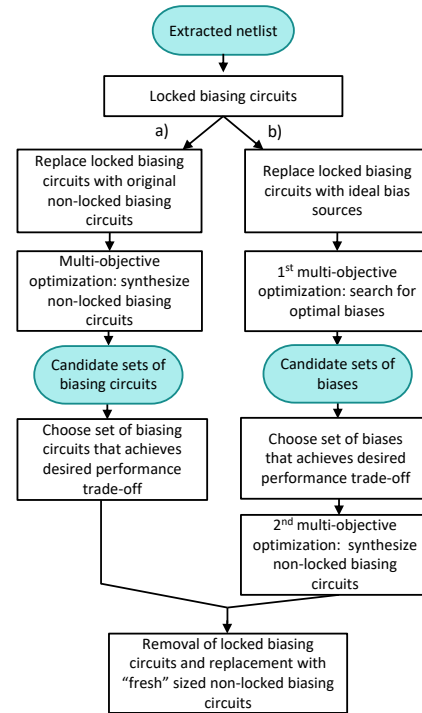 Extracted netlist
Locked biasing circuits
a)
b)
Replace locked biasing
circuits with original
non-locked biasing
circuits
Multi-objective
optimization: synthesize
non-locked biasing
circuits
Candidate sets of
biasing circuits
Choose set of biasing
circuits that achieves
desired performance
trade-off
Replace locked biasing
circuits with ideal bias
sources
1st multi-objective
optimization: search for
optimal biases
Candidate sets of
biases
Choose set of biases
that achieves desired
performance trade-off
2nd multi-objective
optimization:  synthesize
non-locked biasing
circuits
Removal of locked biasing
circuits and replacement with
“fresh” sized non-locked biasing
circuits